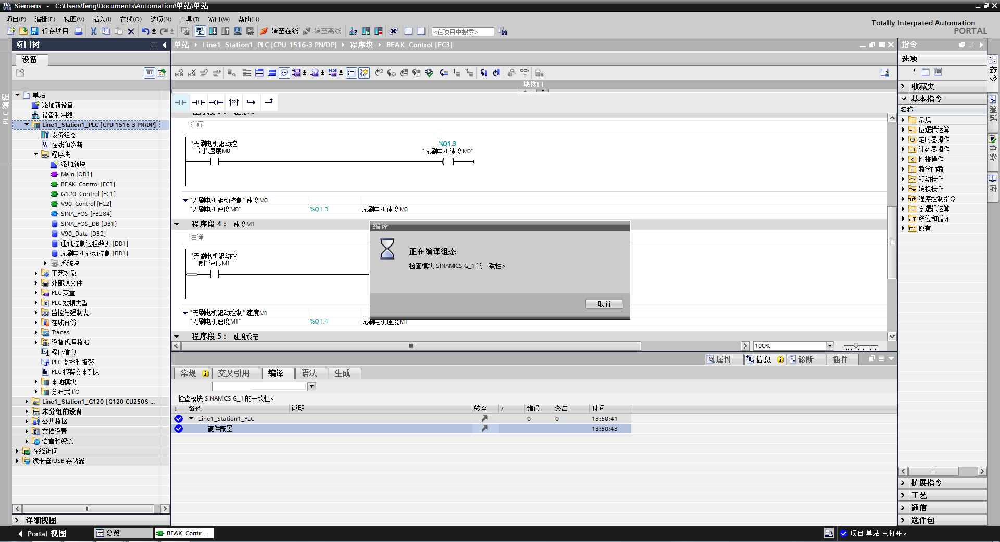 Siemens - C:\Users\feng\Documents\Automation\单站\单站
项目(P) 编辑(E) 视图(V) 插入(I) 在线(O) 选项(N) 工具(T) 窗口(W) 帮助(H)
Totally Integrated Automation
PORTAL
保存项目 转至在线 转至离线 <在项目中搜索>
项目树
单站 Line1_Station1_PLC [CPU 1516-3 PN/DP] 程序块 BEAK_Control [FC3]
指令
设备
选项
PLC 编程
块接口
单站
添加新设备
设备和网络
Line1_Station1_PLC [CPU 1516-3 PN/DP]
设备组态
在线和诊断
程序块
添加新块
Main [OB1]
BEAK_Control [FC3]
G120_Control [FC1]
V90_Control [FC2]
SINA_POS [FB284]
SINA_POS_DB [DB1]
V90_Data [DB2]
通讯控制过程数据 [DB1]
无刷电机驱动控制 [DB1]
系统块
工艺对象
外部源文件
PLC 变量
PLC 数据类型
监控与强制表
在线备份
Traces
设备代理数据
程序信息
PLC 监控和报警
PLC 报警文本列表
本地模块
分布式 I/O
Line1_Station1_G120 [G120 CU250S-...
未分组的设备
公共数据
文档设置
语言和资源
在线访问
读卡器/USB 存储器
详细视图
程序段 3： 速度M0
注释
"无刷电机驱动控
制".速度M0
%Q1.3
"无刷电机速度M0"
"无刷电机驱动控制".速度M0
"无刷电机速度M0" %Q1.3 无刷电机速度M0
程序段 4： 速度M1
注释
"无刷电机驱动控
制".速度M1
"无刷电机驱动控制".速度M1
"无刷电机速度M1" %Q1.4 无刷电机速度M1
程序段 5： 速度设定
100%
编译
正在编译组态
检查模块 SINAMICS G_1 的一致性。
取消
属性 信息 诊断 插件
常规 交叉引用 编译 语法 生成
检查模块 SINAMICS G_1 的一致性。
! 路径 说明 转至 ? 错误 警告 时间
Line1_Station1_PLC 0 0 13:50:41
硬件配置 13:50:43
收藏夹
基本指令
名称
常规
位逻辑运算
定时器操作
计数器操作
比较操作
数学函数
移动操作
转换操作
程序控制指令
字逻辑运算
移位和循环
原有
扩展指令
工艺
通信
选件包
指令
测试
任务
库
Portal 视图 总览 BEAK_Contr... 项目 单站 已打开。